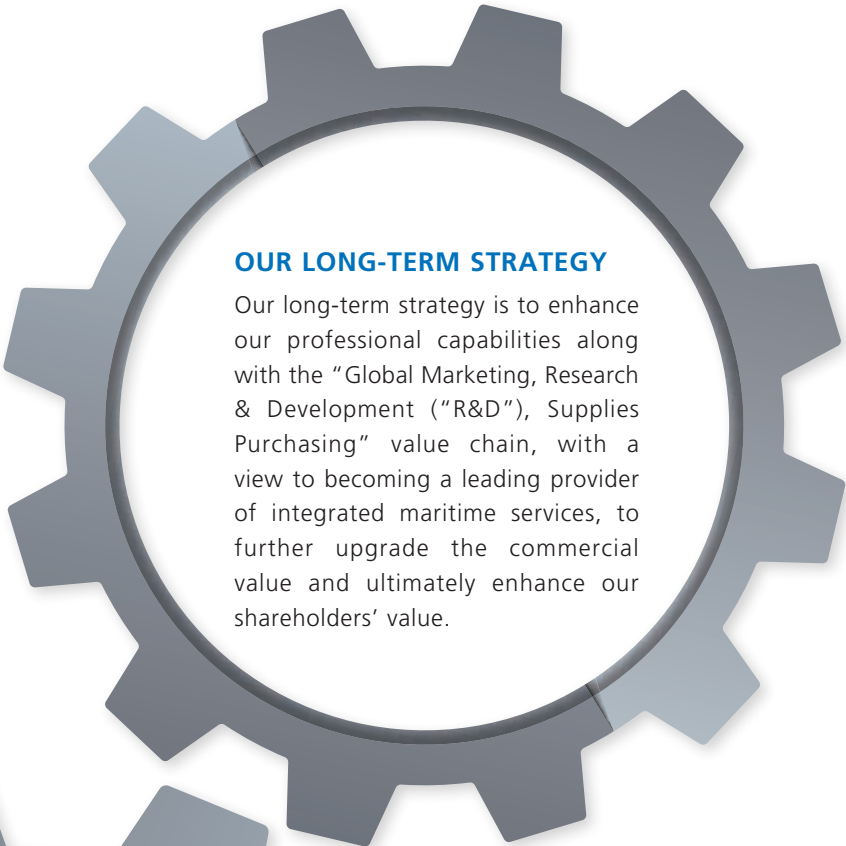 OUR LONG-TERM STRATEGY
Our long-term strategy is to enhance
our professional capabilities along
with the “Global Marketing, Research
& Development (“R&D”), Supplies
Purchasing” value chain, with a
view to becoming a leading provider
of integrated maritime services, to
further upgrade the commercial
value and ultimately enhance our
shareholders’ value.